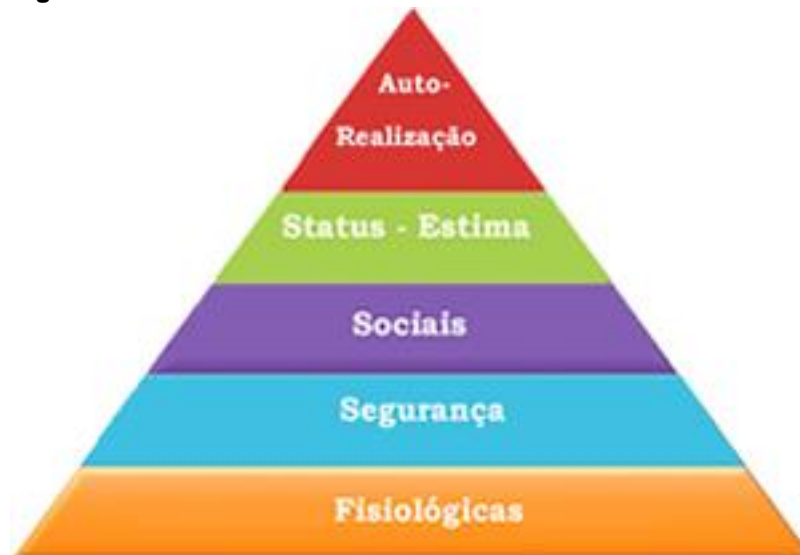 Auto-
Realização
Status - Estima
Sociais
Segurança
Fisiológicas